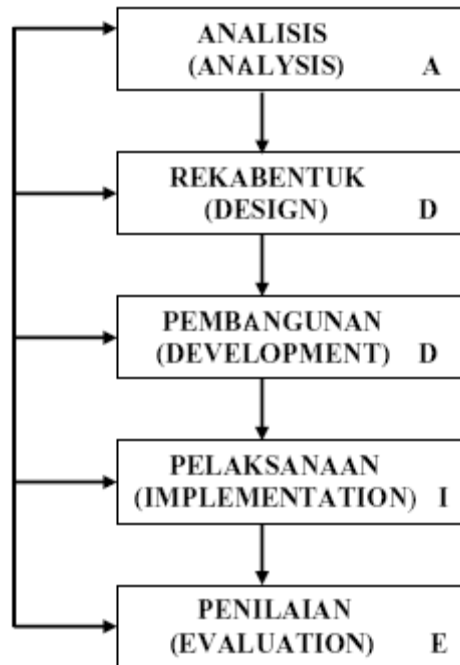 ANALISIS
(ANALYSIS) A
REKABENTUK
(DESIGN) D
PEMBANGUNAN
(DEVELOPMENT) D
PELAKSANAAN
(IMPLEMENTATION) I
PENILAIAN
(EVALUATION) E